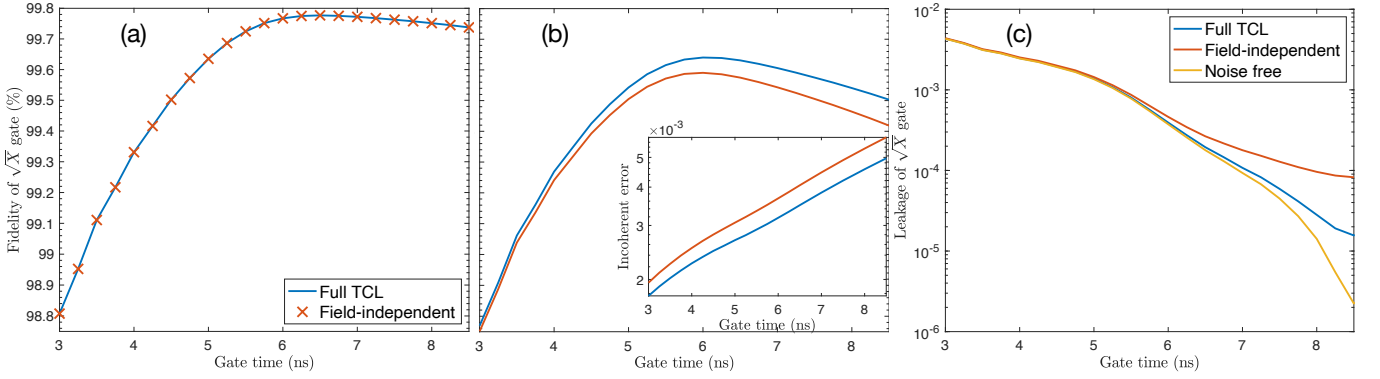 (a)
Fidelity of √X gate (%)
99.8
99.7
99.6
99.5
99.4
99.3
99.2
99.1
99
98.9
98.8
Full TCL
Field-independent
3 4 5 6 7 8
Gate time (ns)
(b)
×10⁻³
Incoherent error
5
4
3
2
3 4 5 6 7 8
Gate time (ns)
3 4 5 6 7 8
Gate time (ns)
(c)
Leakage of √X gate
10⁻²
10⁻³
10⁻⁴
10⁻⁵
10⁻⁶
Full TCL
Field-independent
Noise free
3 4 5 6 7 8
Gate time (ns)